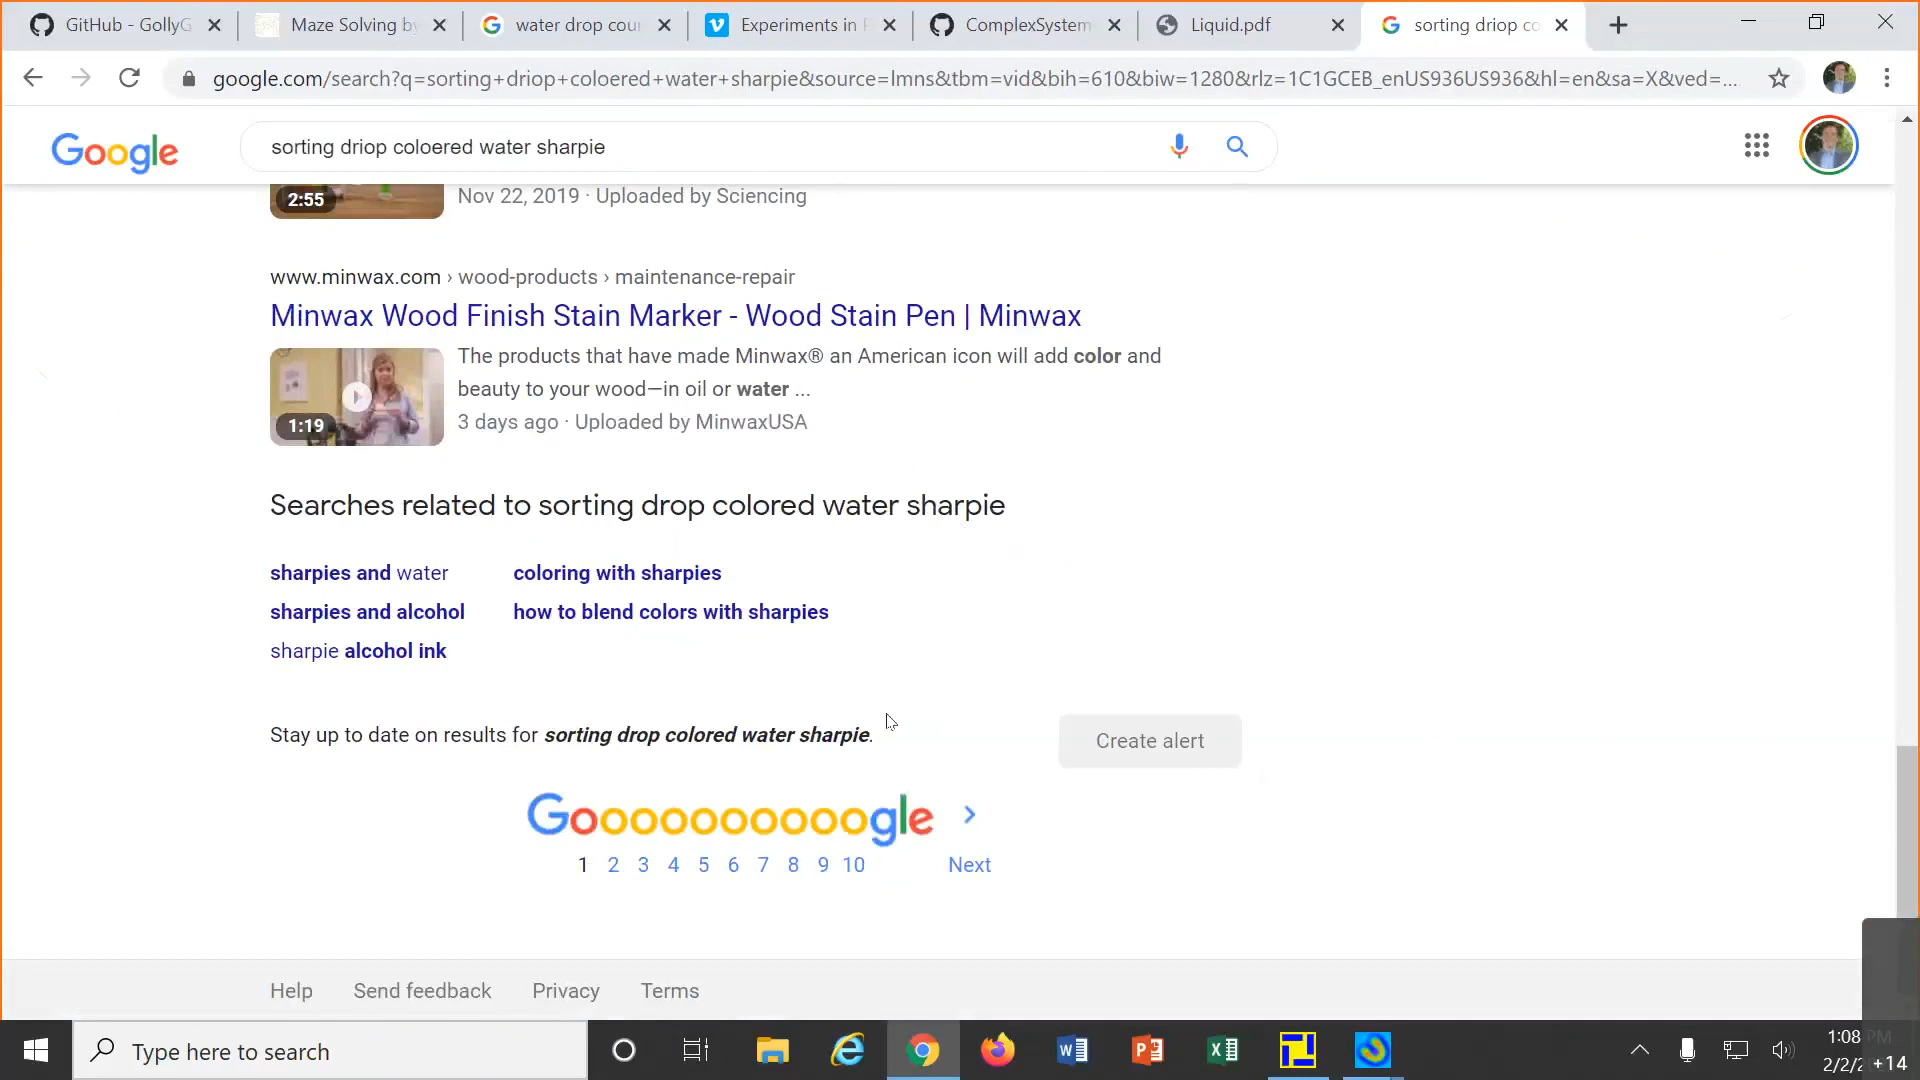 GitHub - GollyG
Maze Solving by
water drop cour
Experiments in F
ComplexSystem
Liquid.pdf
sorting driop co
google.com/search?q=sorting+driop+coloered+water+sharpie&source=lmns&tbm=vid&bih=610&biw=1280&rlz=1C1GCEB_enUS936US936&hl=en&sa=X&ved=...
Google
sorting driop coloered water sharpie
2:55
Nov 22, 2019 · Uploaded by Sciencing
www.minwax.com › wood-products › maintenance-repair
Minwax Wood Finish Stain Marker - Wood Stain Pen | Minwax
The products that have made Minwax® an American icon will add color and
beauty to your wood—in oil or water ...
1:19
3 days ago · Uploaded by MinwaxUSA
Searches related to sorting drop colored water sharpie
sharpies and water
coloring with sharpies
sharpies and alcohol
how to blend colors with sharpies
sharpie alcohol ink
Stay up to date on results for sorting drop colored water sharpie.
Create alert
Goooooooooogle
1 2 3 4 5 6 7 8 9 10 Next
Help Send feedback Privacy Terms
Type here to search
1:08 PM
2/2/2
+14